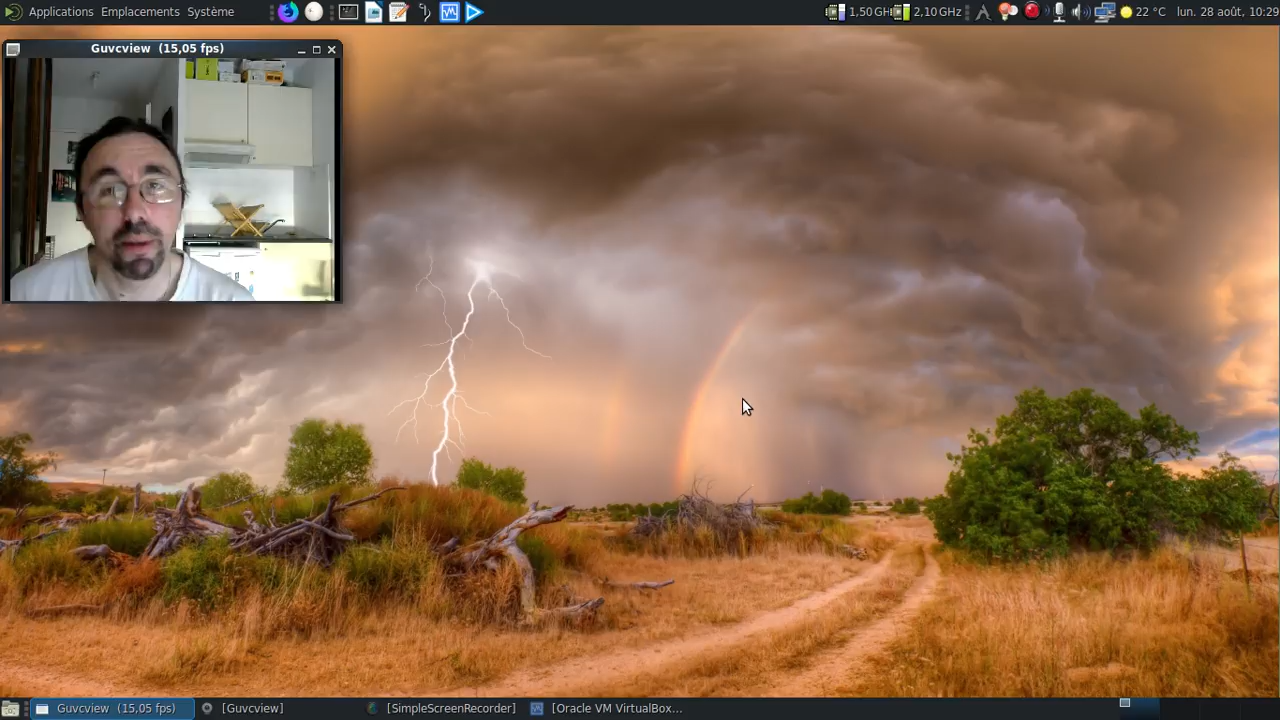 Applications Emplacements Système 1,50 GH 2,10 GHz 22 °C lun. 28 août, 10:29
Guvcview (15,05 fps)
Guvcview (15,05 fps) [Guvcview] [SimpleScreenRecorder] [Oracle VM VirtualBox...